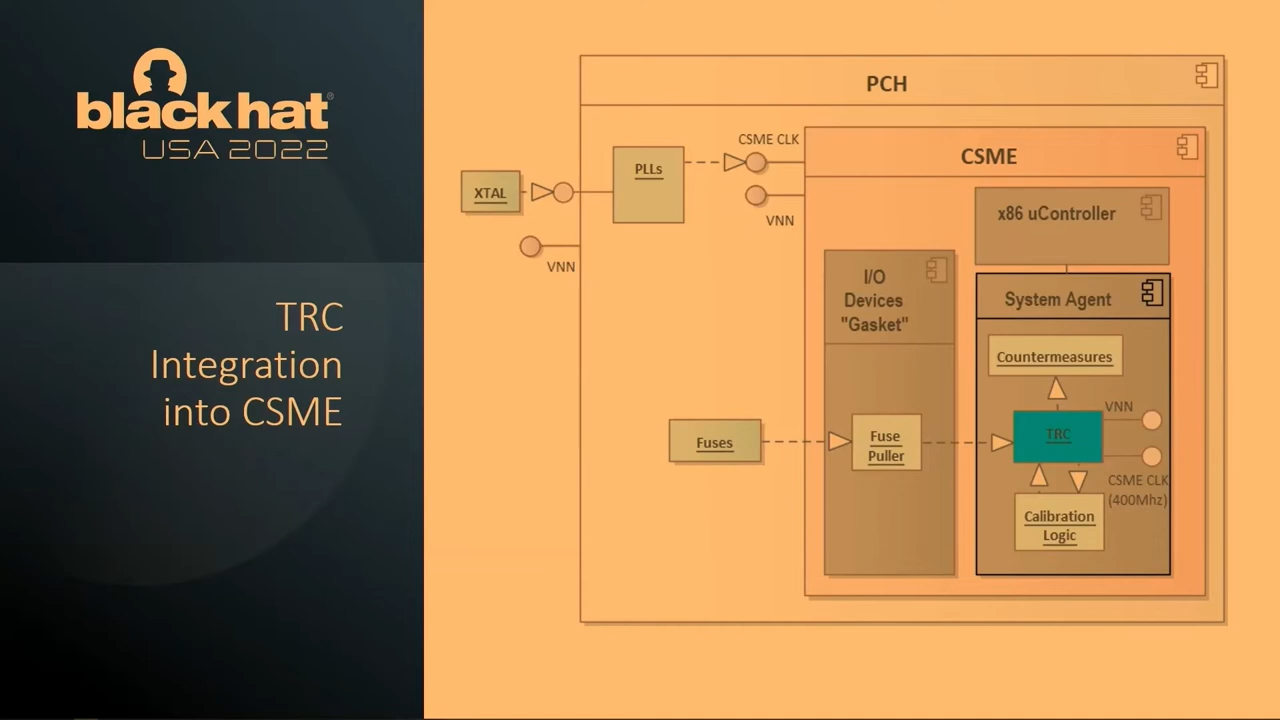 black hat®
USA 2022
TRC
Integration
into CSME
PCH
CSME CLK
CSME
PLLs
XTAL
VNN
x86 uController
VNN
I/O
Devices
"Gasket"
System Agent
Countermeasures
VNN
TRC
Fuses
Fuse
Puller
CSME CLK
(400Mhz)
Calibration
Logic